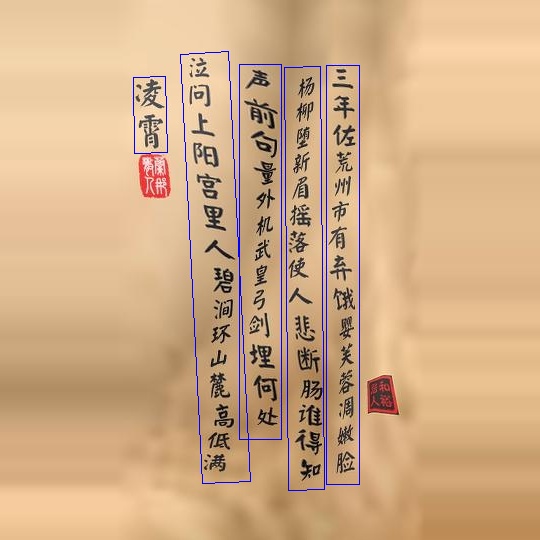 三年佐荒州市有弃饿婴芙蓉凋嫩脸
杨柳堕新眉摇落使人悲断肠谁得知
声前句量外机武皇弓剑埋何处
泣问上阳宫里人碧涧环山麓高低满
凌霄